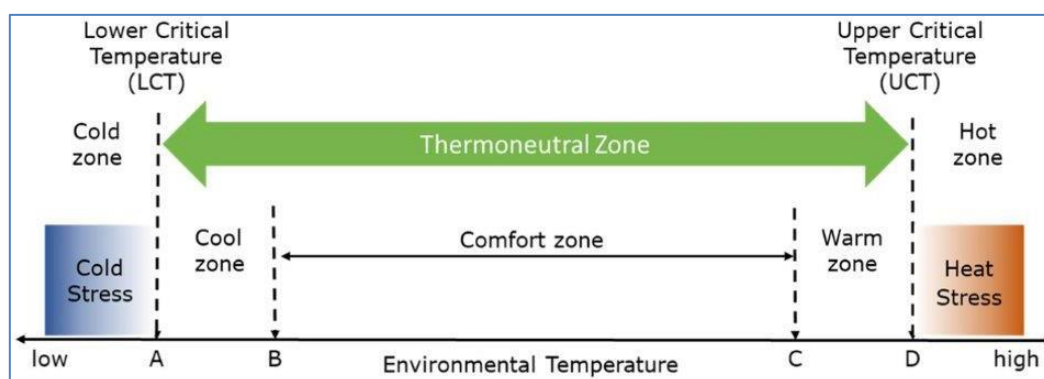 Lower Critical
Temperature
(LCT)
Upper Critical
Temperature
(UCT)
Cold
zone
Thermoneutral Zone
Hot
zone
Cold
Stress
Cool
zone
Comfort zone
Warm
zone
Heat
Stress
low
A
B
Environmental Temperature
C
D
high